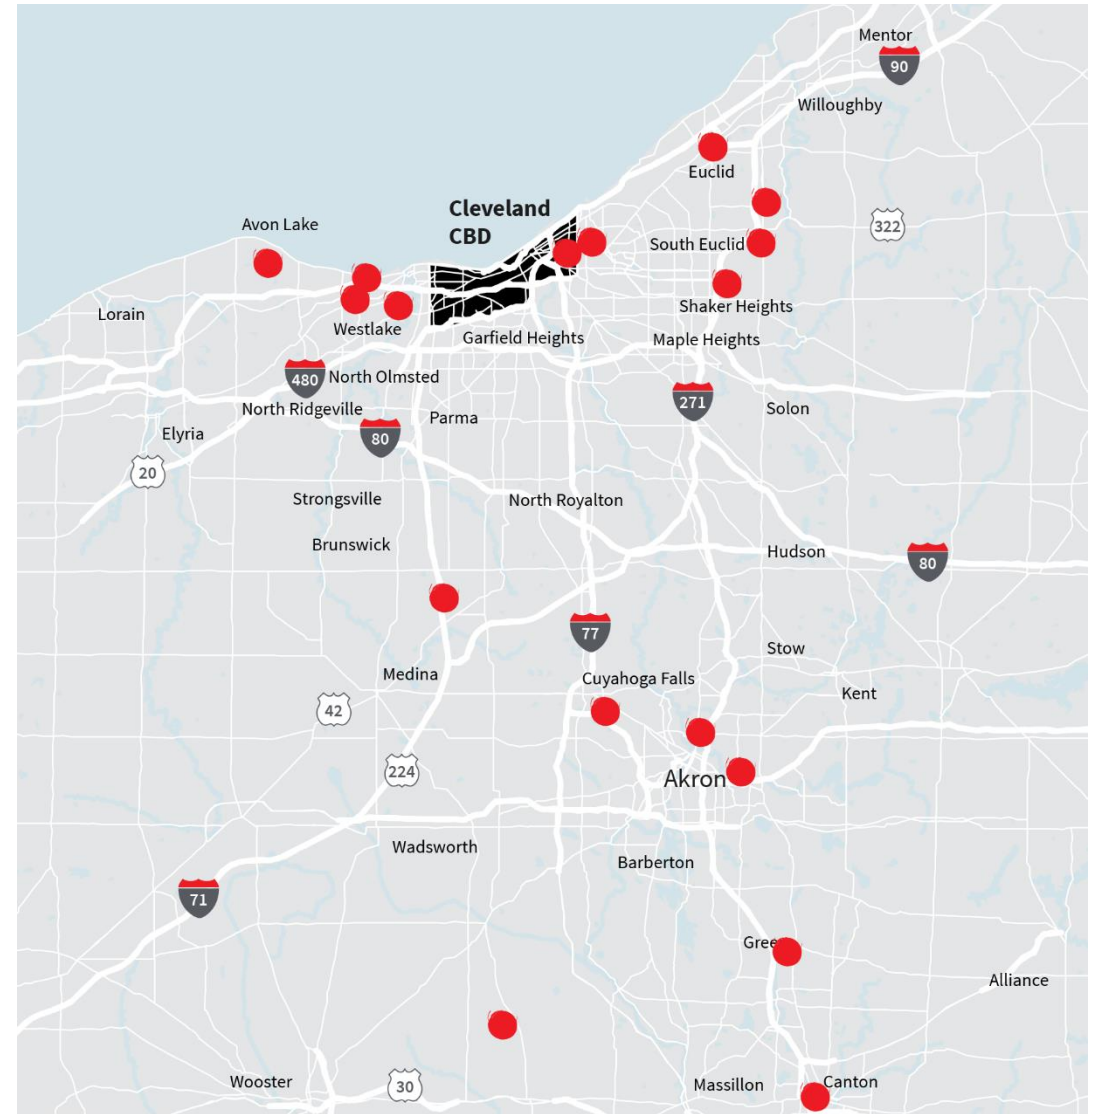 Mentor
90
Willoughby
Euclid
Cleveland
CBD
Avon Lake
322
South Euclid
Shaker Heights
Lorain
Westlake
Garfield Heights
Maple Heights
480
North Olmsted
271
North Ridgeville
Parma
Solon
Elyria
80
20
Strongsville
North Royalton
Brunswick
Hudson
80
77
Stow
Medina
Cuyahoga Falls
Kent
42
224
Akron
Wadsworth
Barberton
71
Gree
Alliance
Wooster
30
Massillon
Canton